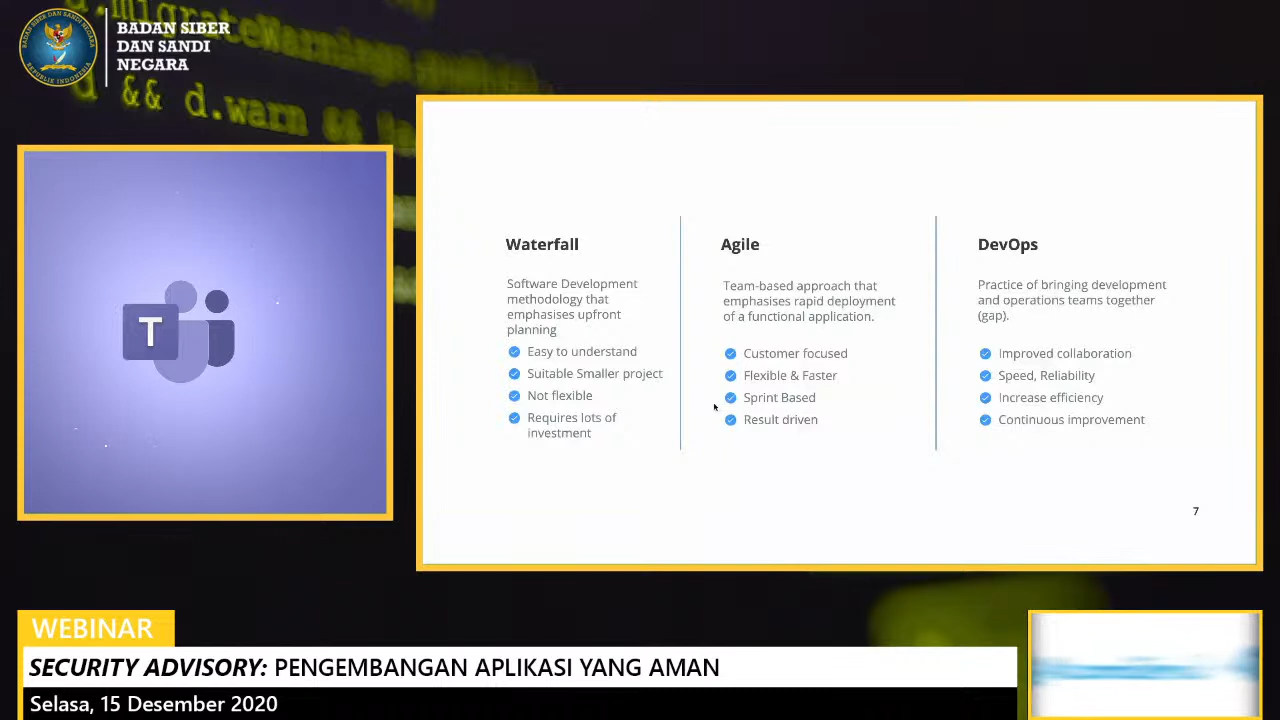 d.migrateWarnings
d && d.warn &&
BADAN SIBER
DAN SANDI
NEGARA
T
Waterfall
Software Development
methodology that
emphasises upfront
planning
Easy to understand
Suitable Smaller project
Not flexible
Requires lots of
investment
Agile
Team-based approach that
emphasises rapid deployment
of a functional application.
Customer focused
Flexible & Faster
Sprint Based
Result driven
DevOps
Practice of bringing development
and operations teams together
(gap).
Improved collaboration
Speed, Reliability
Increase efficiency
Continuous improvement
7
WEBINAR
SECURITY ADVISORY: PENGEMBANGAN APLIKASI YANG AMAN
Selasa, 15 Desember 2020